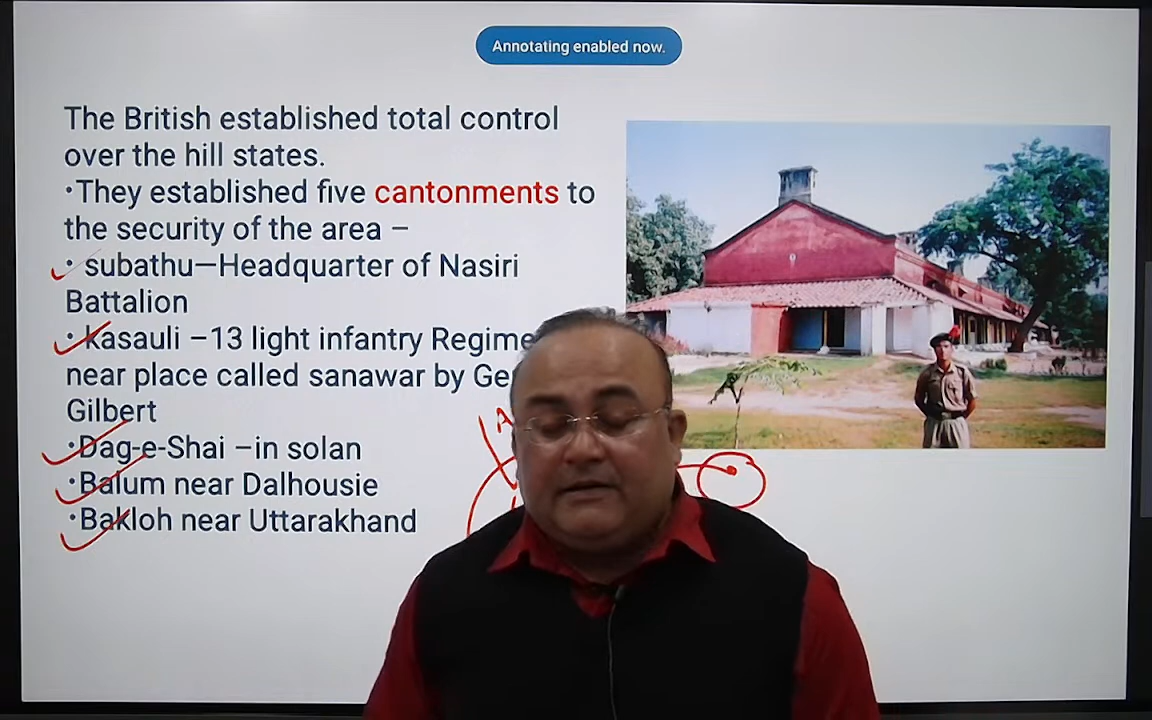 Annotating enabled now.
The British established total control
over the hill states.
•They established five cantonments to
the security of the area –
• subathu–Headquarter of Nasiri
Battalion
• kasauli –13 light infantry Regime
near place called sanawar by Ge
Gilbert
•Dag-e-Shai –in solan
•Balum near Dalhousie
•Bakloh near Uttarakhand